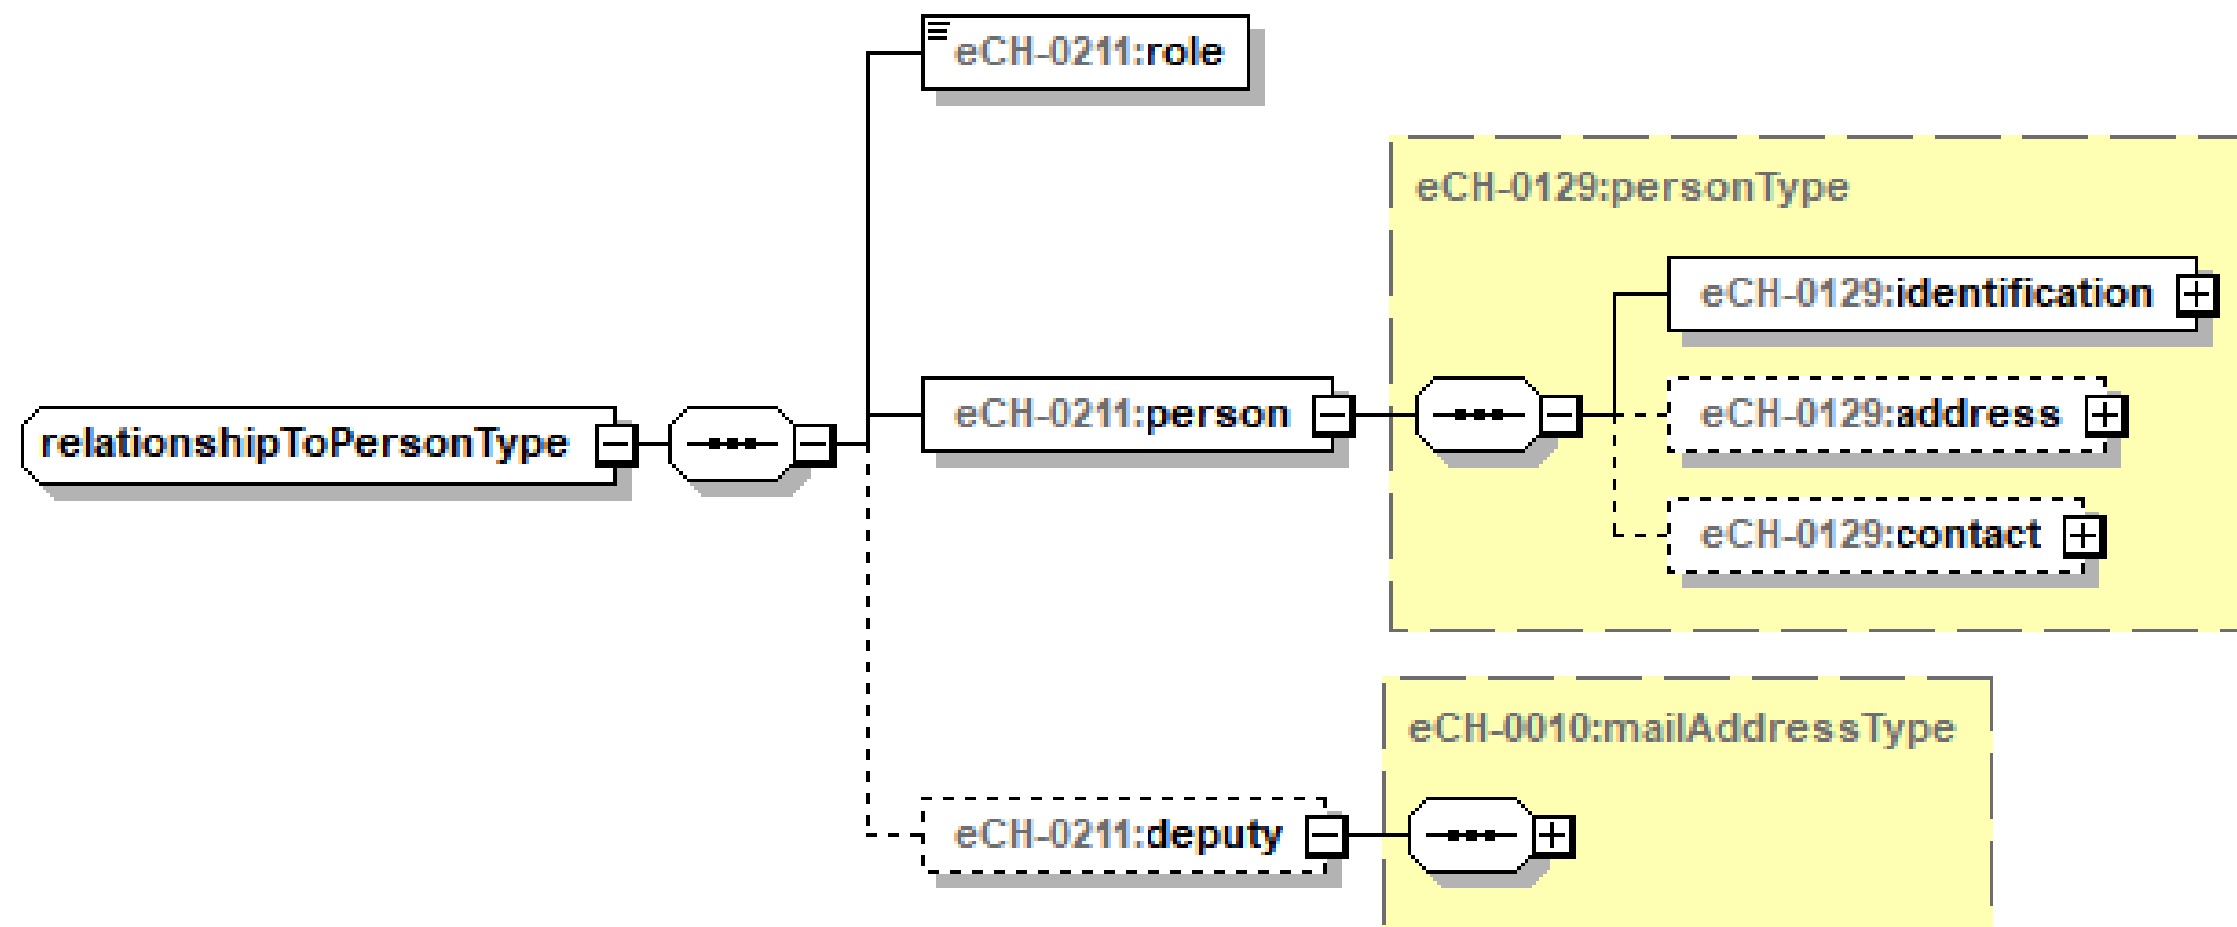 eCH-0211:role
eCH-0129:personType
eCH-0129:identification
relationshipToPersonType
eCH-0211:person
eCH-0129:address
eCH-0129:contact
eCH-0010:mailAddressType
eCH-0211:deputy